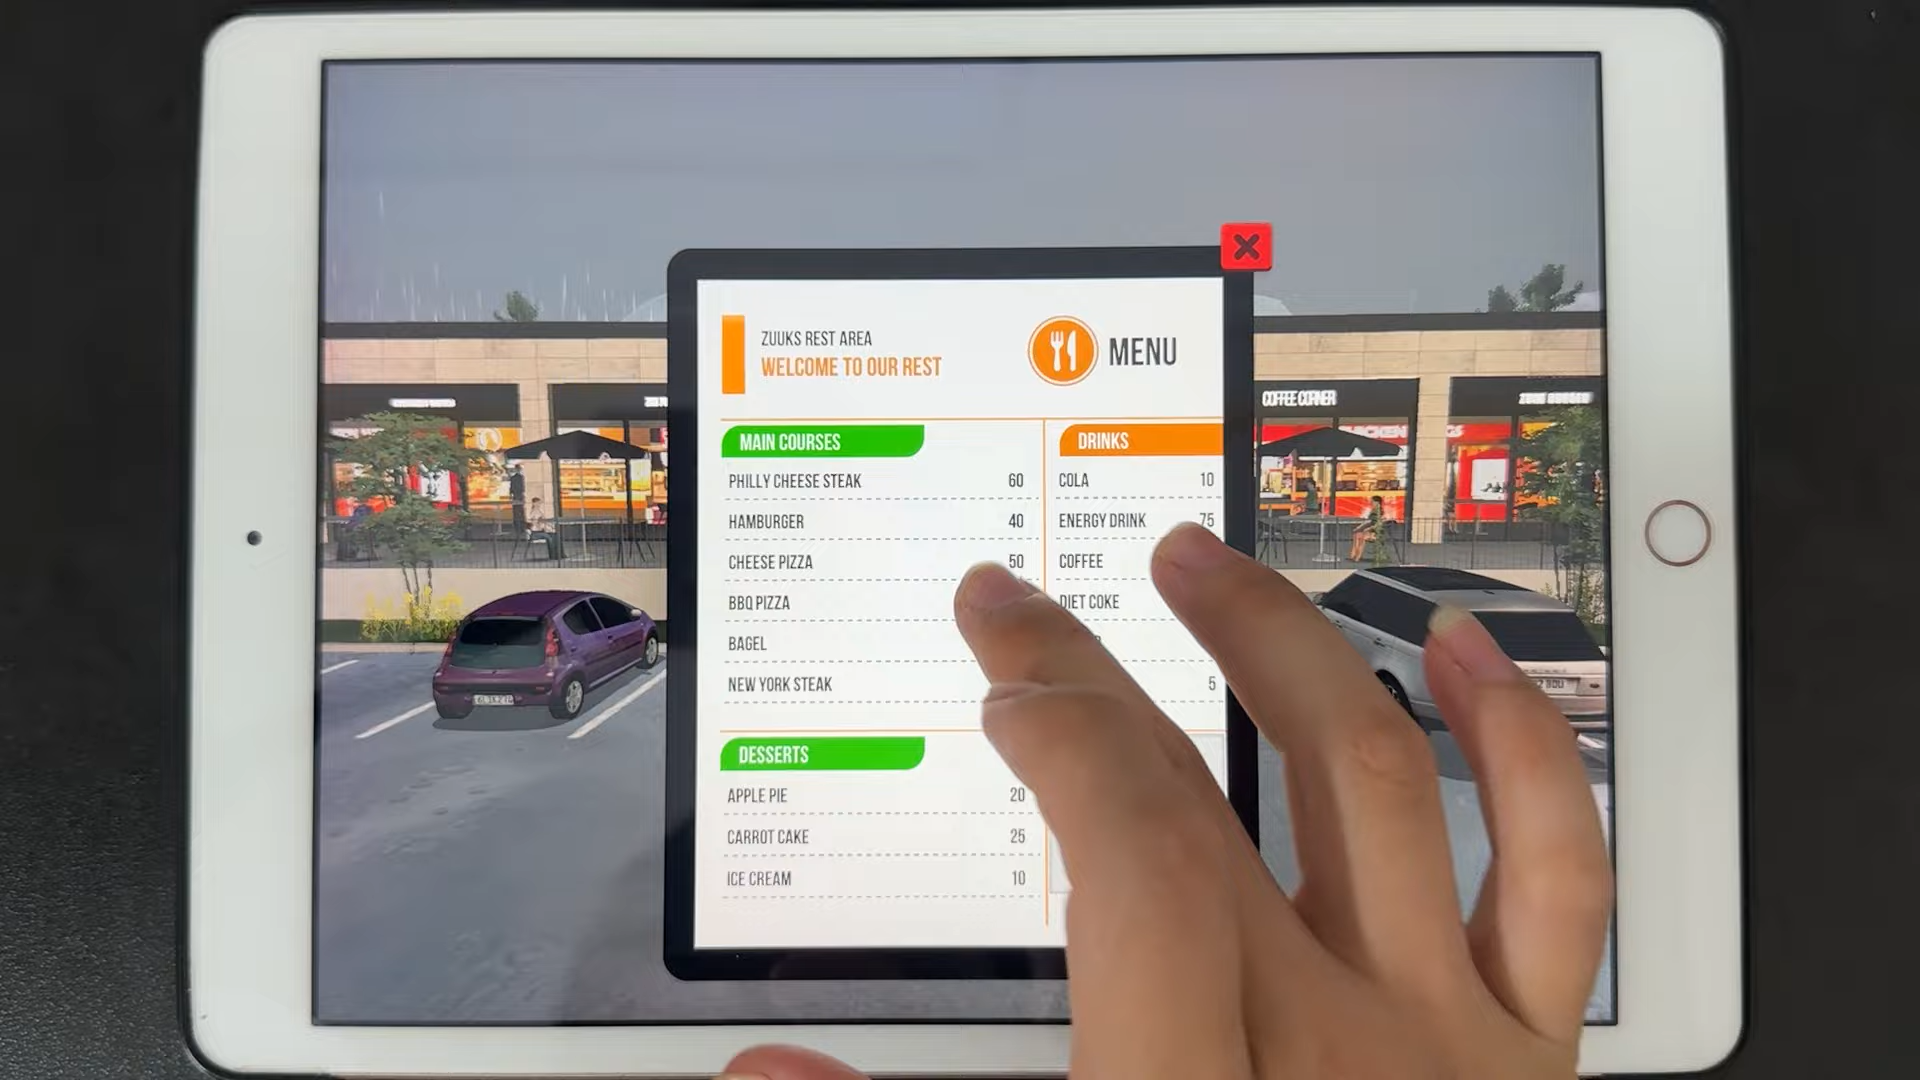 ZUUKS REST AREA
WELCOME TO OUR REST
MENU
MAIN COURSES
PHILLY CHEESE STEAK 60
HAMBURGER 40
CHEESE PIZZA 50
BBQ PIZZA
BAGEL
NEW YORK STEAK
DRINKS
COLA 10
ENERGY DRINK 75
COFFEE
DIET COKE
5
DESSERTS
APPLE PIE 20
CARROT CAKE 25
ICE CREAM 10
COFFEE CORNER